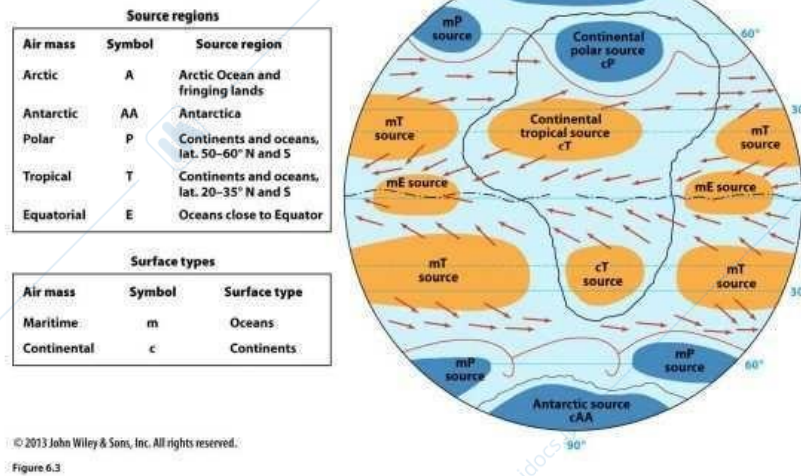 Source regions
Air mass Symbol Source region
Arctic A Arctic Ocean and
fringing lands
Antarctic AA Antarctica
Polar P Continents and oceans,
lat. 50–60° N and S
Tropical T Continents and oceans,
lat. 20–35° N and S
Equatorial E Oceans close to Equator
Surface types
Air mass Symbol Surface type
Maritime m Oceans
Continental c Continents
mP
source
Continental
polar source
cP
60°
mT
source
Continental
tropical source
cT
mT
source
30
mE source
mE source
mT
source
cT
source
mT
source
30
mP
source
mP
source
60°
Antarctic source
cAA
90°
© 2013 John Wiley & Sons, Inc. All rights reserved.
Figure 6.3